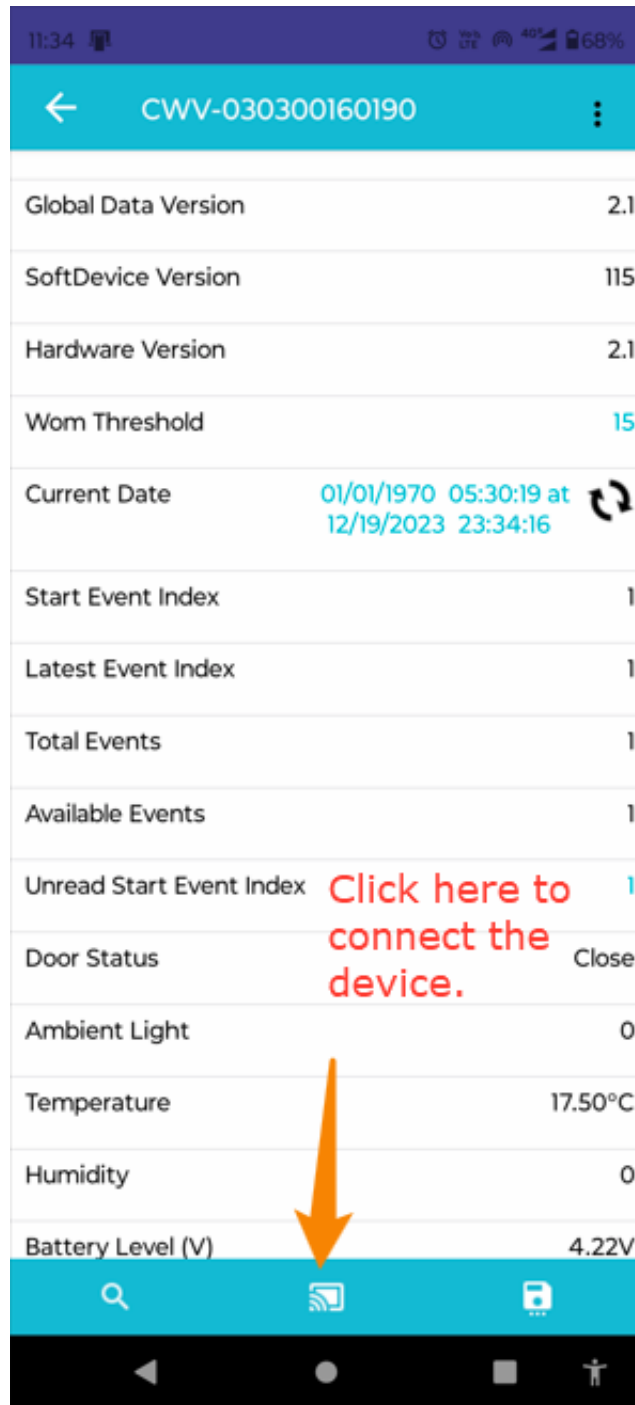 11:34 68%
CWV-030300160190
Global Data Version 2.1
SoftDevice Version 115
Hardware Version 2.1
Wom Threshold 15
Current Date 01/01/1970 05:30:19 at
12/19/2023 23:34:16
Start Event Index 1
Latest Event Index 1
Total Events 1
Available Events 1
Unread Start Event Index 1
Click here to
connect the
device.
Door Status Close
Ambient Light 0
Temperature 17.50°C
Humidity 0
Battery Level (V) 4.22V